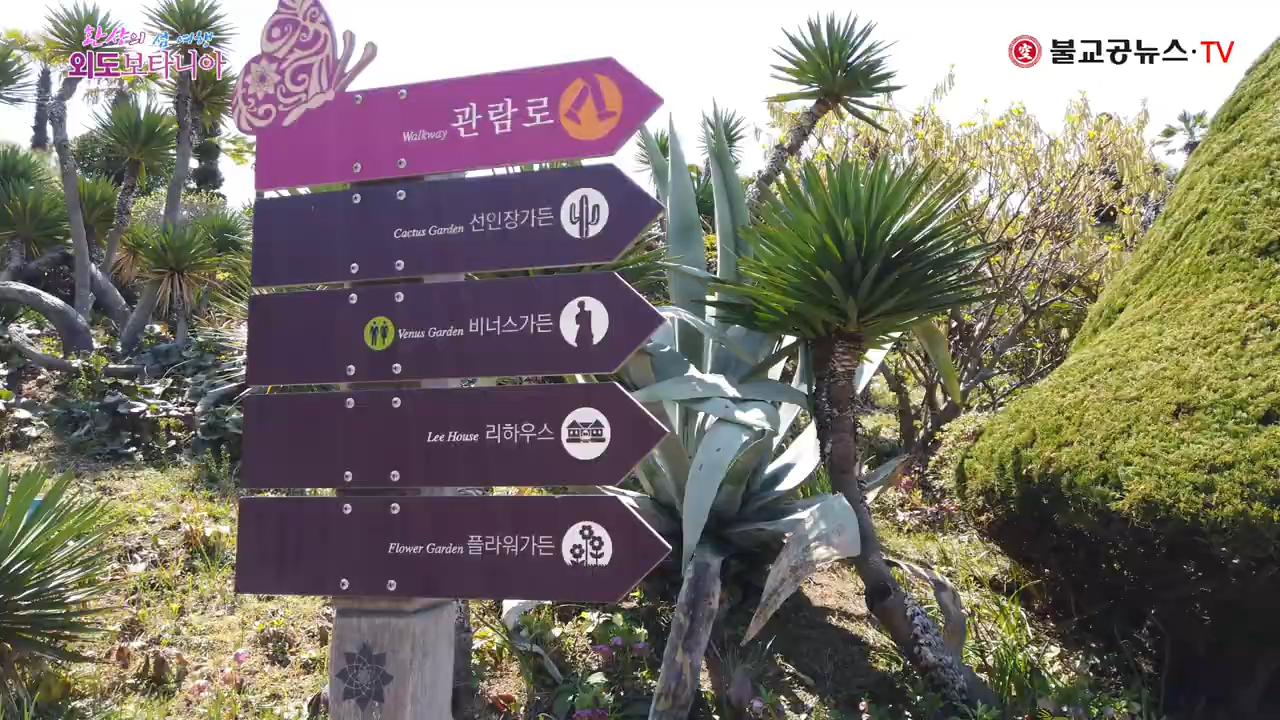 환상의 섬 여행
외도보타니아
불교공뉴스·TV
Walkway 관람로
Cactus Garden 선인장가든
Venus Garden 비너스가든
Lee House 리하우스
Flower Garden 플라워가든